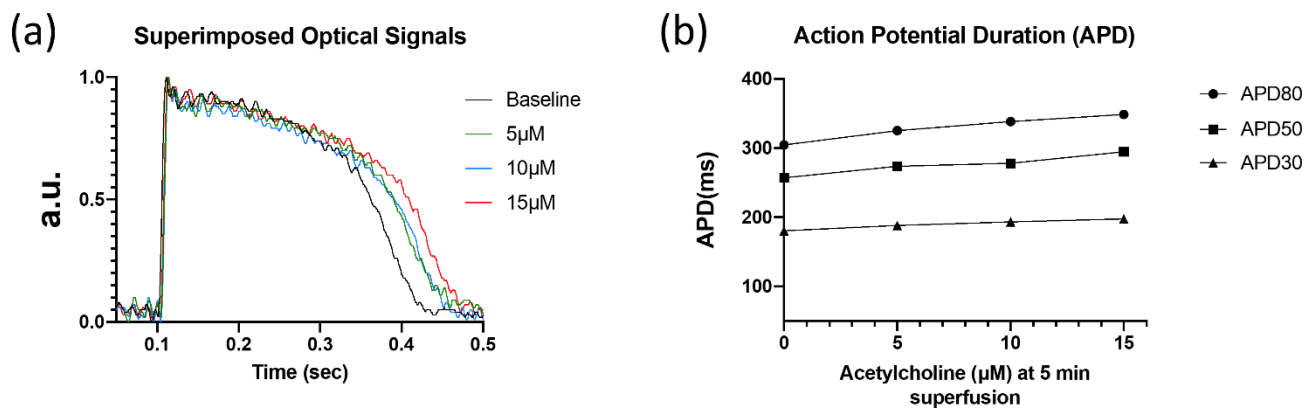 (a)
Superimposed Optical Signals
a.u.
1.0
0.5
0.0
0.1 0.2 0.3 0.4 0.5
Time (sec)
Baseline
5µM
10µM
15µM
(b)
Action Potential Duration (APD)
APD(ms)
400
300
200
100
0 5 10 15
Acetylcholine (µM) at 5 min
superfusion
APD80
APD50
APD30